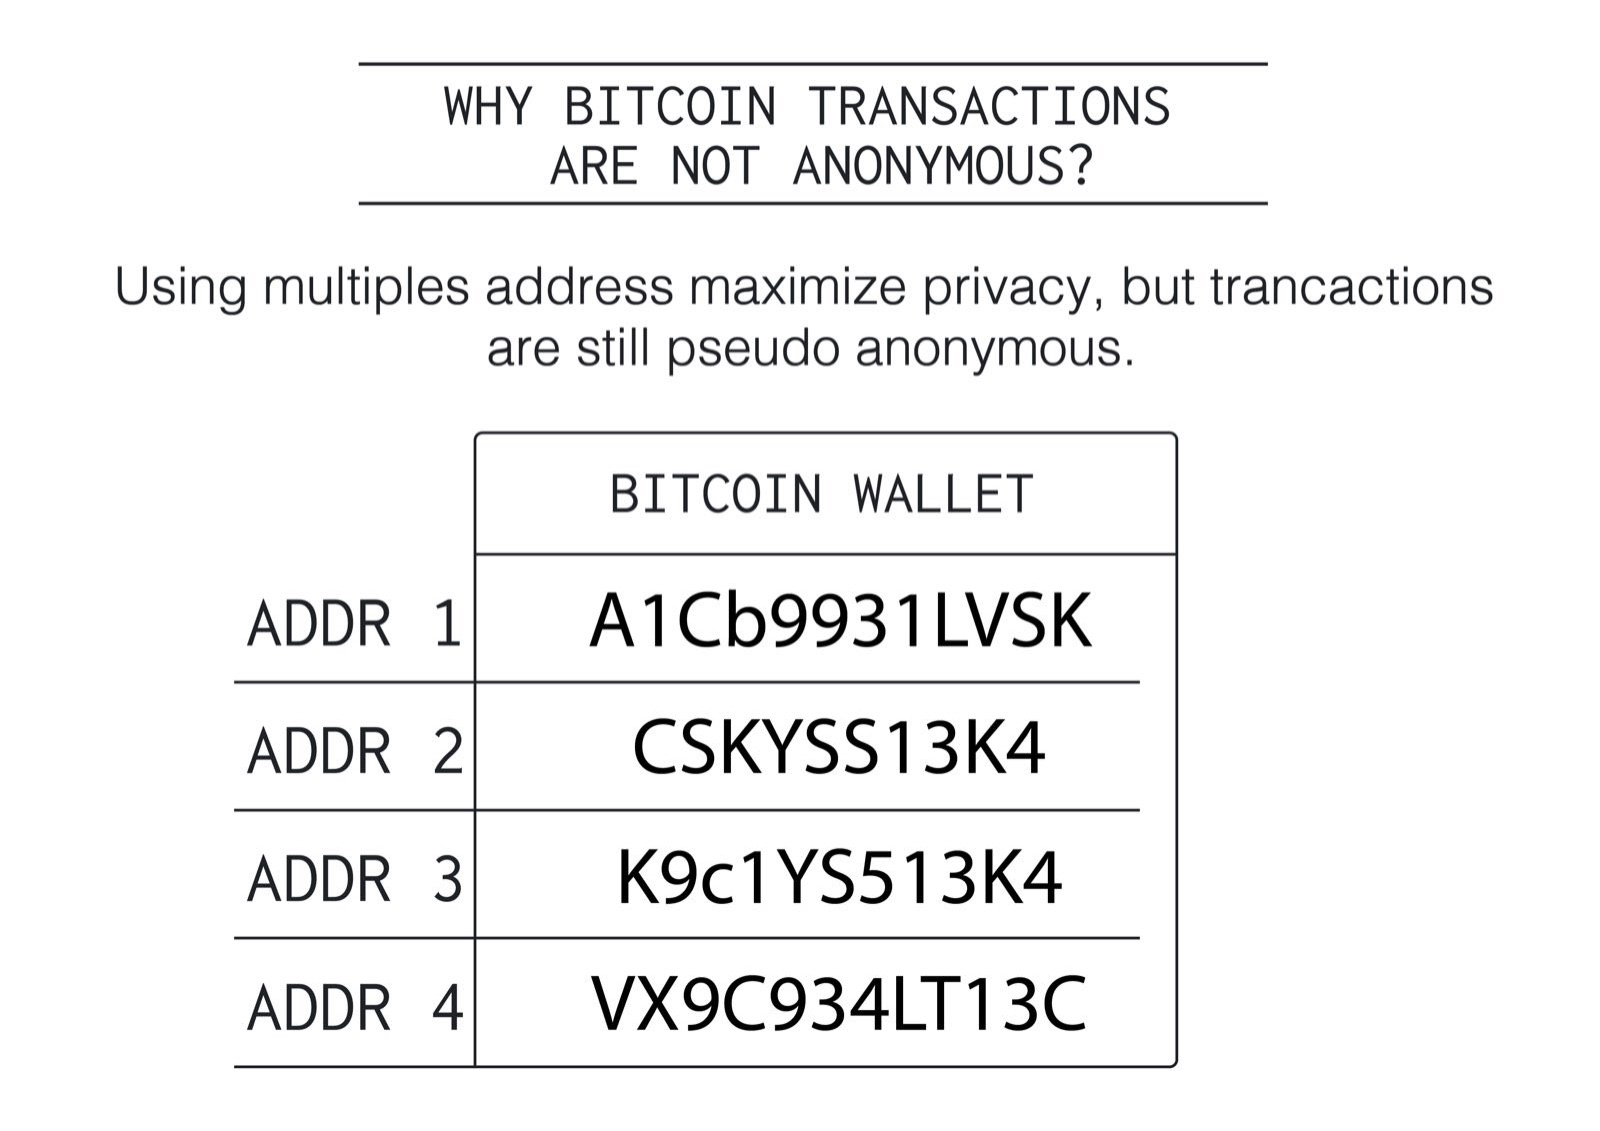 WHY BITCOIN TRANSACTIONS
ARE NOT ANONYMOUS?
Using multiples address maximize privacy, but trancactions
are still pseudo anonymous.
BITCOIN WALLET
ADDR 1 A1Cb9931LVSK
ADDR 2 CSKYSS13K4
ADDR 3 K9c1YS513K4
ADDR 4 VX9C934LT13C